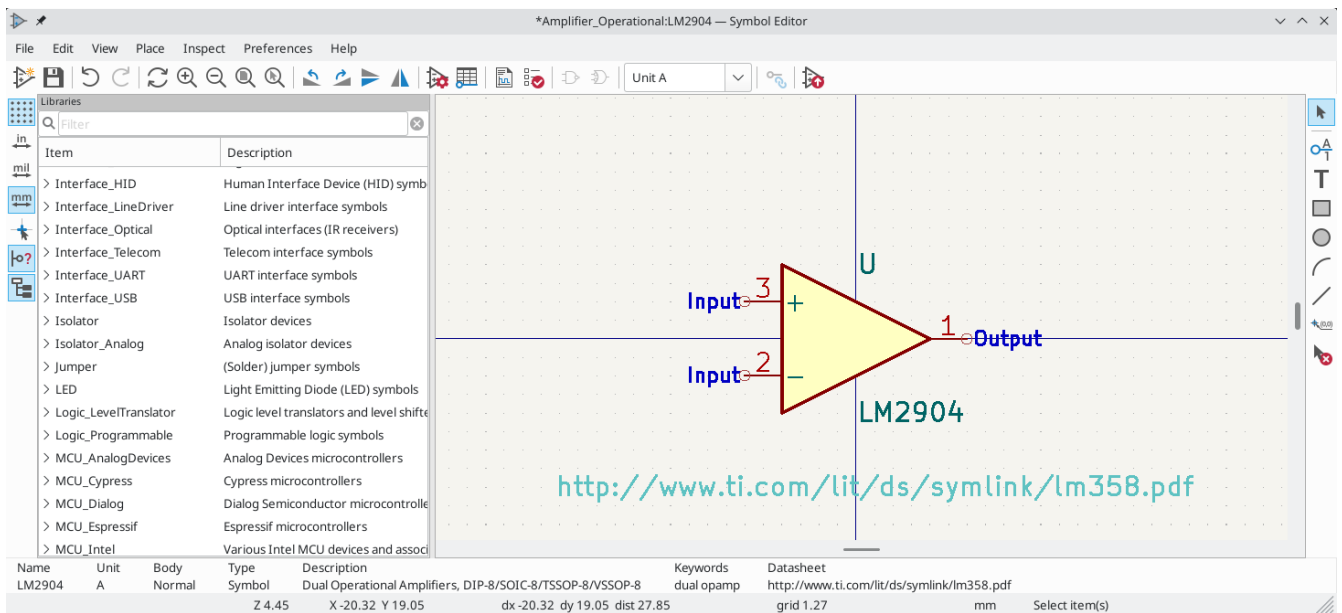 *Amplifier_Operational:LM2904 — Symbol Editor
File Edit View Place Inspect Preferences Help
Unit A
Libraries
Filter
Item Description
Interface_HID Human Interface Device (HID) symb
Interface_LineDriver Line driver interface symbols
Interface_Optical Optical interfaces (IR receivers)
Interface_Telecom Telecom interface symbols
Interface_UART UART interface symbols
Interface_USB USB interface symbols
Isolator Isolator devices
Isolator_Analog Analog isolator devices
Jumper (Solder) jumper symbols
LED Light Emitting Diode (LED) symbols
Logic_LevelTranslator Logic level translators and level shifte
Logic_Programmable Programmable logic symbols
MCU_AnalogDevices Analog Devices microcontrollers
MCU_Cypress Cypress microcontrollers
MCU_Dialog Dialog Semiconductor microcontrolle
MCU_Espressif Espressif microcontrollers
MCU_Intel Various Intel MCU devices and associ
in
mil
mm
U
Input 3 +
1 Output
Input 2 −
LM2904
http://www.ti.com/lit/ds/symlink/lm358.pdf
A
1
T
(0,0)
Name Unit Body Type Description Keywords Datasheet
LM2904 A Normal Symbol Dual Operational Amplifiers, DIP-8/SOIC-8/TSSOP-8/VSSOP-8 dual opamp http://www.ti.com/lit/ds/symlink/lm358.pdf
Z 4.45 X -20.32 Y 19.05 dx -20.32 dy 19.05 dist 27.85 grid 1.27 mm Select item(s)